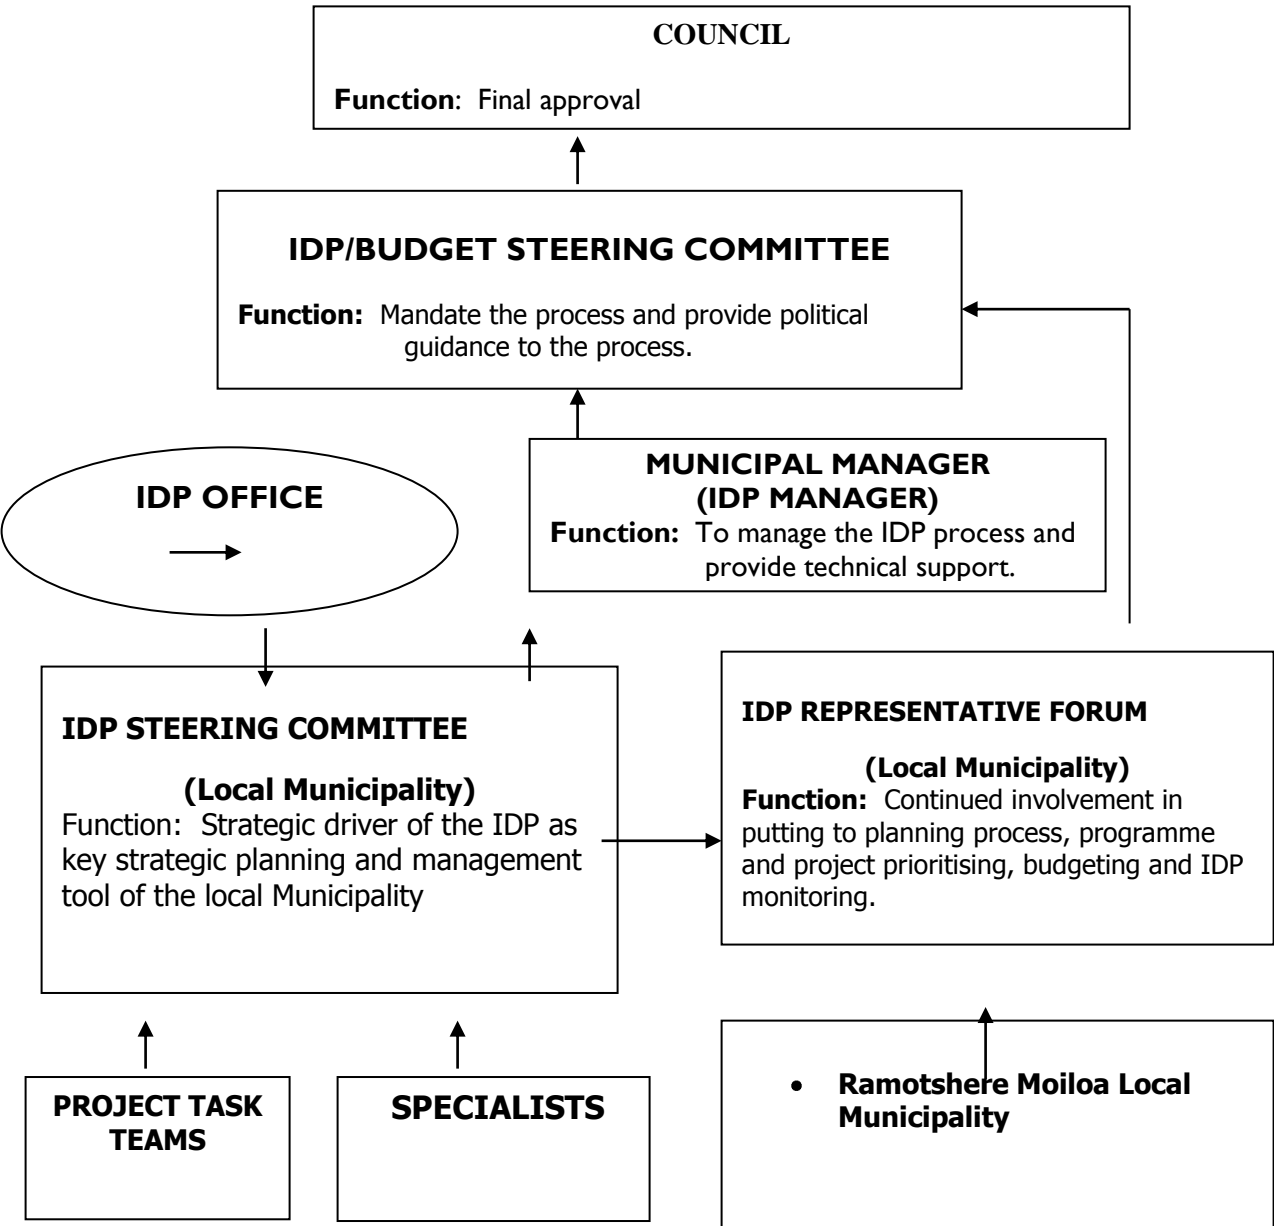 COUNCIL
Function: Final approval
IDP/BUDGET STEERING COMMITTEE
Function: Mandate the process and provide political
guidance to the process.
IDP OFFICE
MUNICIPAL MANAGER
(IDP MANAGER)
Function: To manage the IDP process and
provide technical support.
IDP STEERING COMMITTEE
(Local Municipality)
Function: Strategic driver of the IDP as
key strategic planning and management
tool of the local Municipality
IDP REPRESENTATIVE FORUM
(Local Municipality)
Function: Continued involvement in
putting to planning process, programme
and project prioritising, budgeting and IDP
monitoring.
PROJECT TASK
TEAMS
SPECIALISTS
• Ramotshere Moiloa Local
Municipality